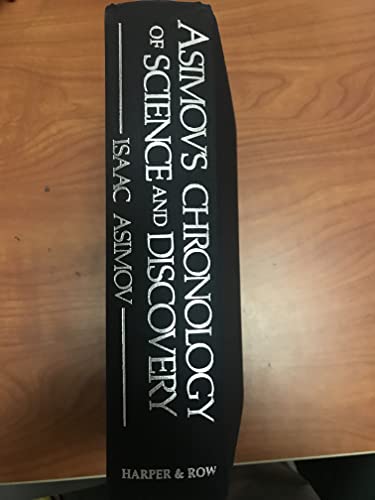 ASIMOV'S CHRONOLOGY
OF SCIENCE AND DISCOVERY
ISAAC ASIMOV
HARPER & ROW